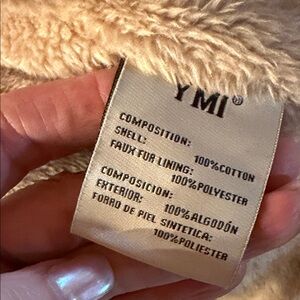 YMI®
COMPOSITION:
SHELL:
100%COTTON
FAUX FUR LINING:
100%POLYESTER
COMPOSICION:
EXTERIOR:
100%ALGODÓN
FORRO DE PIEL SINTETICA:
100%POLIESTER